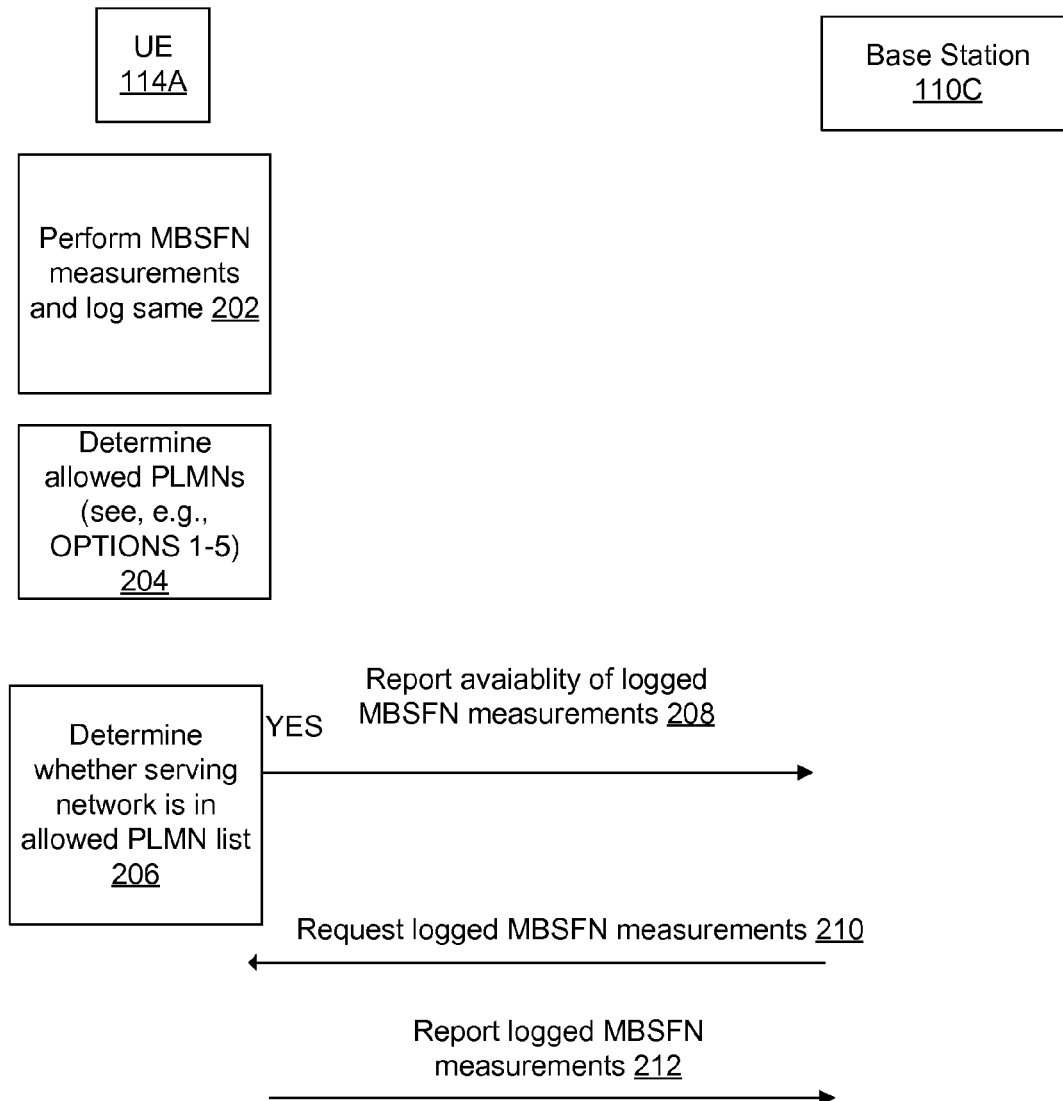 UE
114A
Base Station
110C
Perform MBSFN
measurements
and log same 202
Determine
allowed PLMNs
(see, e.g.,
OPTIONS 1-5)
204
Determine
whether serving
network is in
allowed PLMN list
206
YES
Report avaiablity of logged
MBSFN measurements 208
Request logged MBSFN measurements 210
Report logged MBSFN
measurements 212